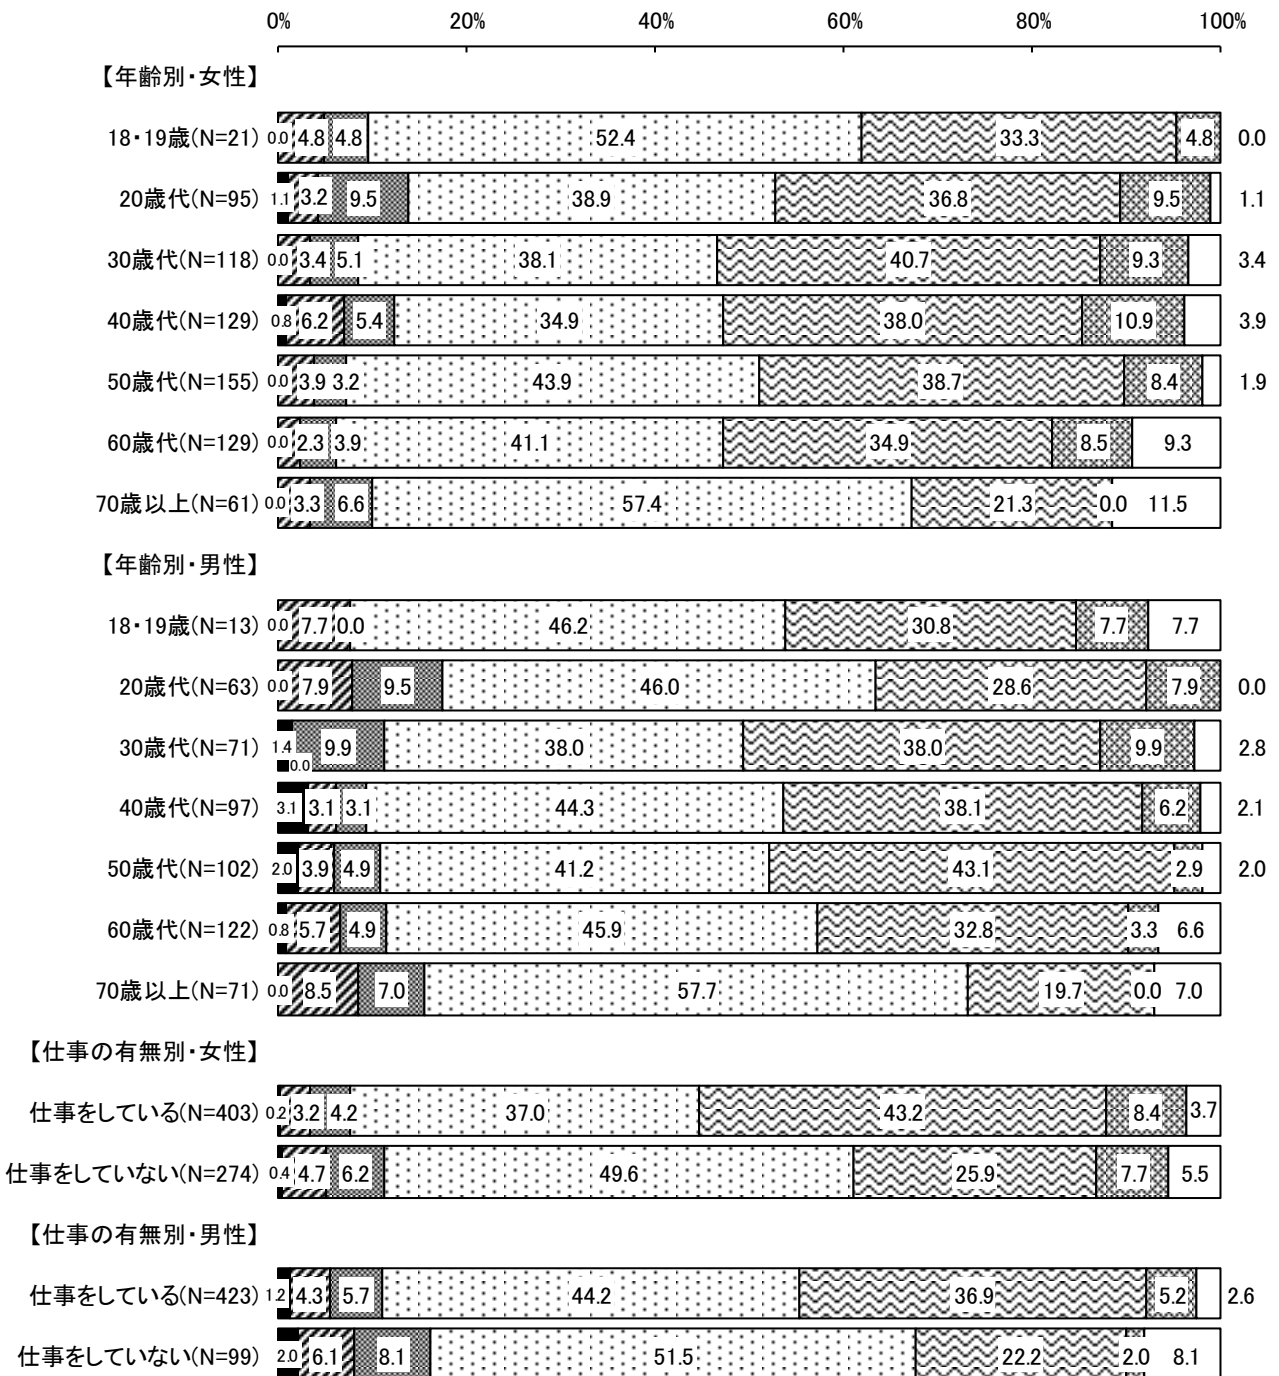 0% 20% 40% 60% 80% 100%
【年齢別・女性】
18・19歳(N=21) 0.0 4.8 4.8 52.4 33.3 4.8 0.0
20歳代(N=95) 1.1 3.2 9.5 38.9 36.8 9.5 1.1
30歳代(N=118) 0.0 3.4 5.1 38.1 40.7 9.3 3.4
40歳代(N=129) 0.8 6.2 5.4 34.9 38.0 10.9 3.9
50歳代(N=155) 0.0 3.9 3.2 43.9 38.7 8.4 1.9
60歳代(N=129) 0.0 2.3 3.9 41.1 34.9 8.5 9.3
70歳以上(N=61) 0.0 3.3 6.6 57.4 21.3 0.0 11.5
【年齢別・男性】
18・19歳(N=13) 0.0 7.7 0.0 46.2 30.8 7.7 7.7
20歳代(N=63) 0.0 7.9 9.5 46.0 28.6 7.9 0.0
30歳代(N=71) 1.4 0.0 9.9 38.0 38.0 9.9 2.8
40歳代(N=97) 3.1 3.1 3.1 44.3 38.1 6.2 2.1
50歳代(N=102) 2.0 3.9 4.9 41.2 43.1 2.9 2.0
60歳代(N=122) 0.8 5.7 4.9 45.9 32.8 3.3 6.6
70歳以上(N=71) 0.0 8.5 7.0 57.7 19.7 0.0 7.0
【仕事の有無別・女性】
仕事をしている(N=403) 0.2 3.2 4.2 37.0 43.2 8.4 3.7
仕事をしていない(N=274) 0.4 4.7 6.2 49.6 25.9 7.7 5.5
【仕事の有無別・男性】
仕事をしている(N=423) 1.2 4.3 5.7 44.2 36.9 5.2 2.6
仕事をしていない(N=99) 2.0 6.1 8.1 51.5 22.2 2.0 8.1